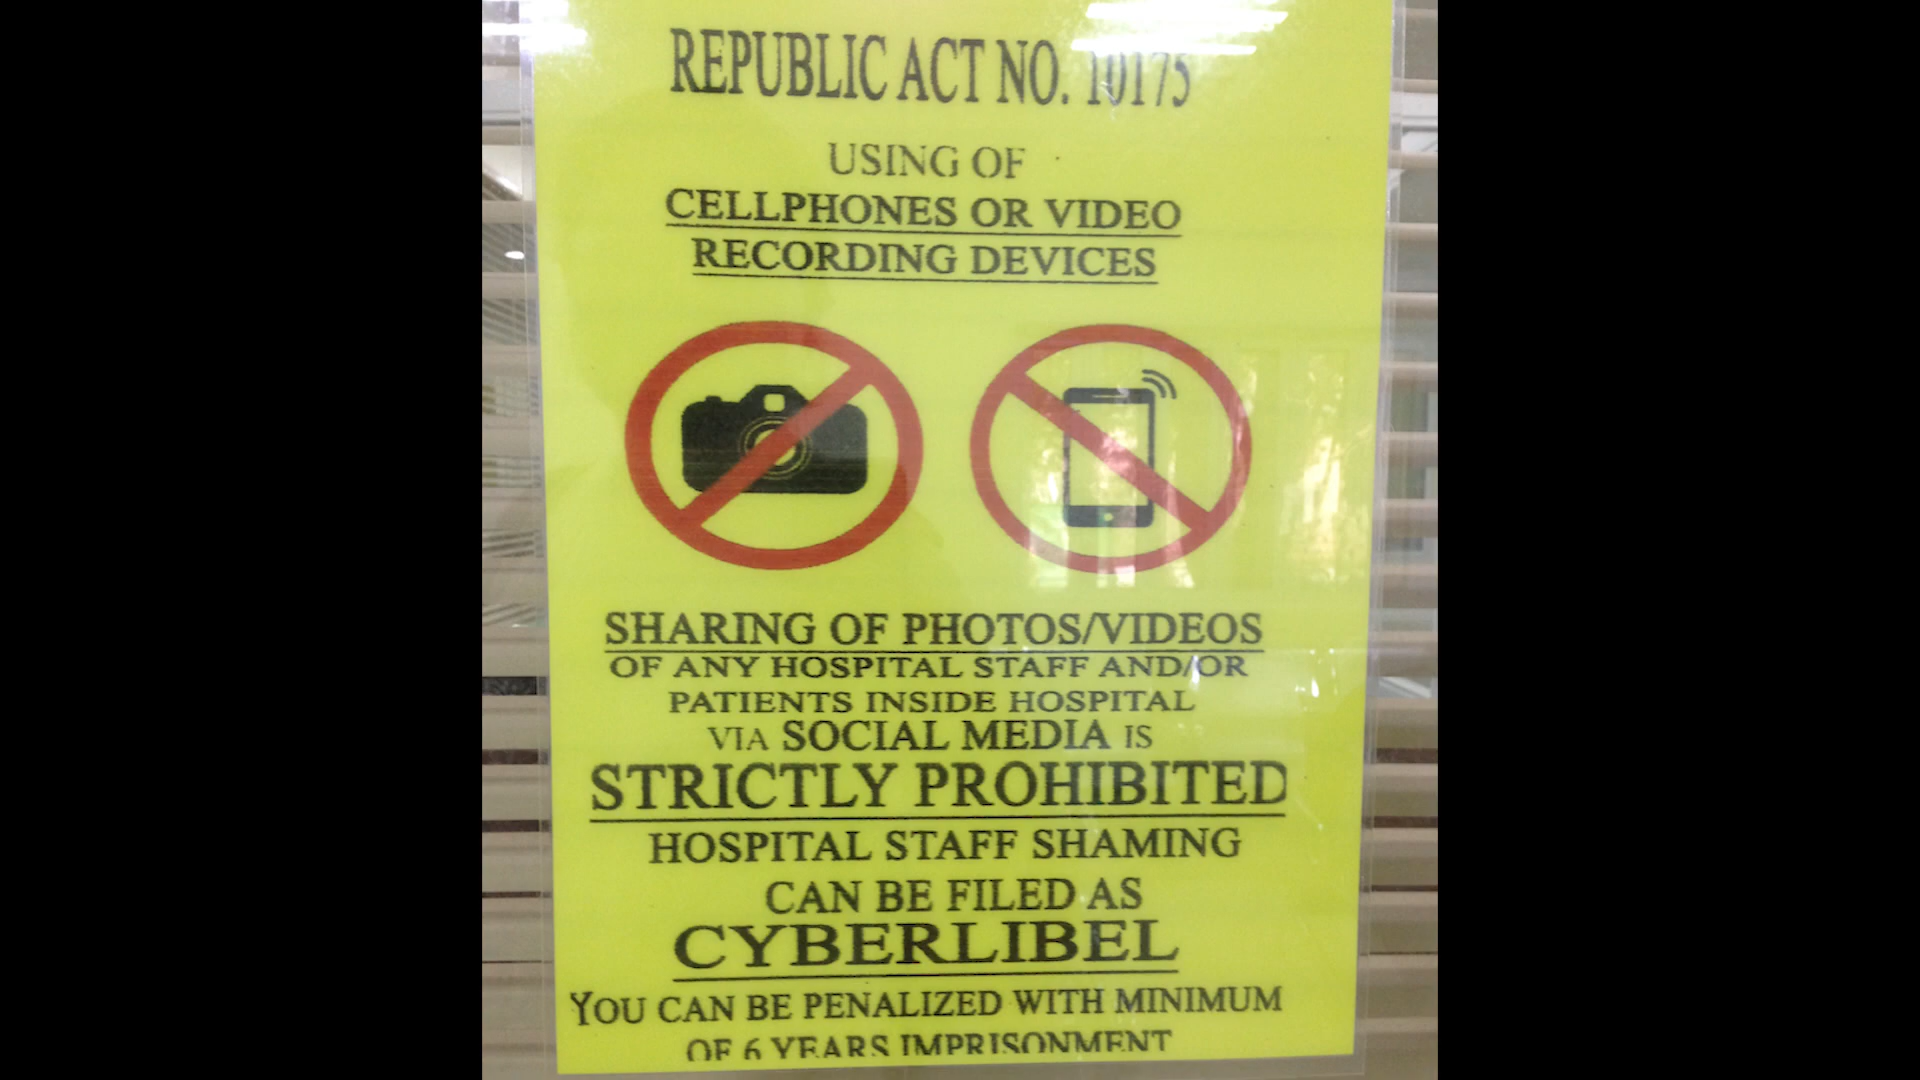 REPUBLIC ACT NO. 10175
USING OF
CELLPHONES OR VIDEO
RECORDING DEVICES
SHARING OF PHOTOS/VIDEOS
OF ANY HOSPITAL STAFF AND/OR
PATIENTS INSIDE HOSPITAL
VIA SOCIAL MEDIA IS
STRICTLY PROHIBITED
HOSPITAL STAFF SHAMING
CAN BE FILED AS
CYBERLIBEL
YOU CAN BE PENALIZED WITH MINIMUM
OF 6 YEARS IMPRISONMENT